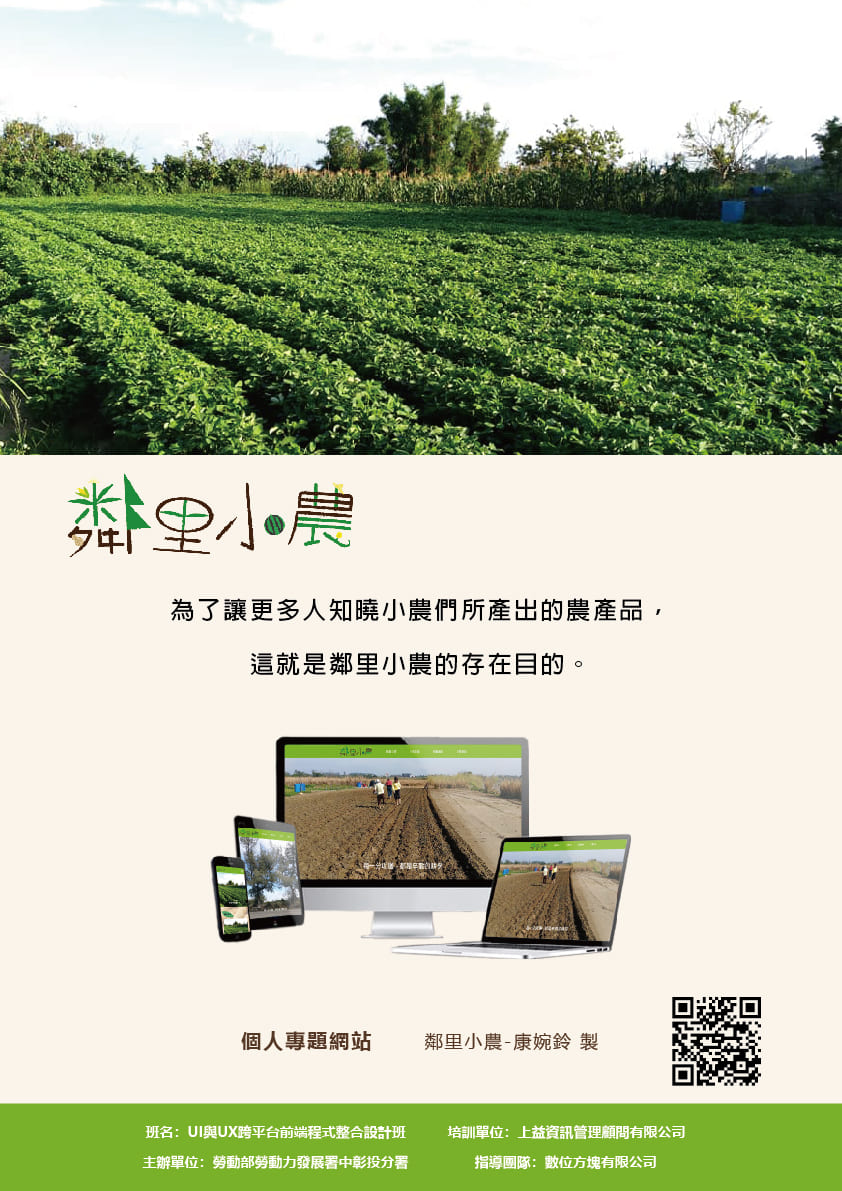 鄰里小農
為了讓更多人知曉小農們所產出的農產品，
這就是鄰里小農的存在目的。
鄰里小農
個人專題網站 鄰里小農-康婉鈴 製
班名：UI與UX跨平台前端程式整合設計班 培訓單位：上益資訊管理顧問有限公司
主辦單位：勞動部勞動力發展署中彰投分署 指導團隊：數位方塊有限公司